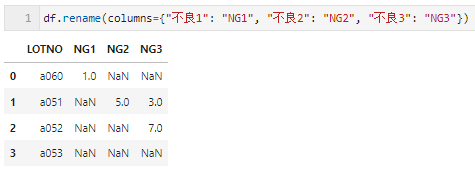 1 df.rename(columns={"不良1": "NG1", "不良2": "NG2", "不良3": "NG3"})
LOTNO NG1 NG2 NG3
0 a060 1.0 NaN NaN
1 a051 NaN 5.0 3.0
2 a052 NaN NaN 7.0
3 a053 NaN NaN NaN